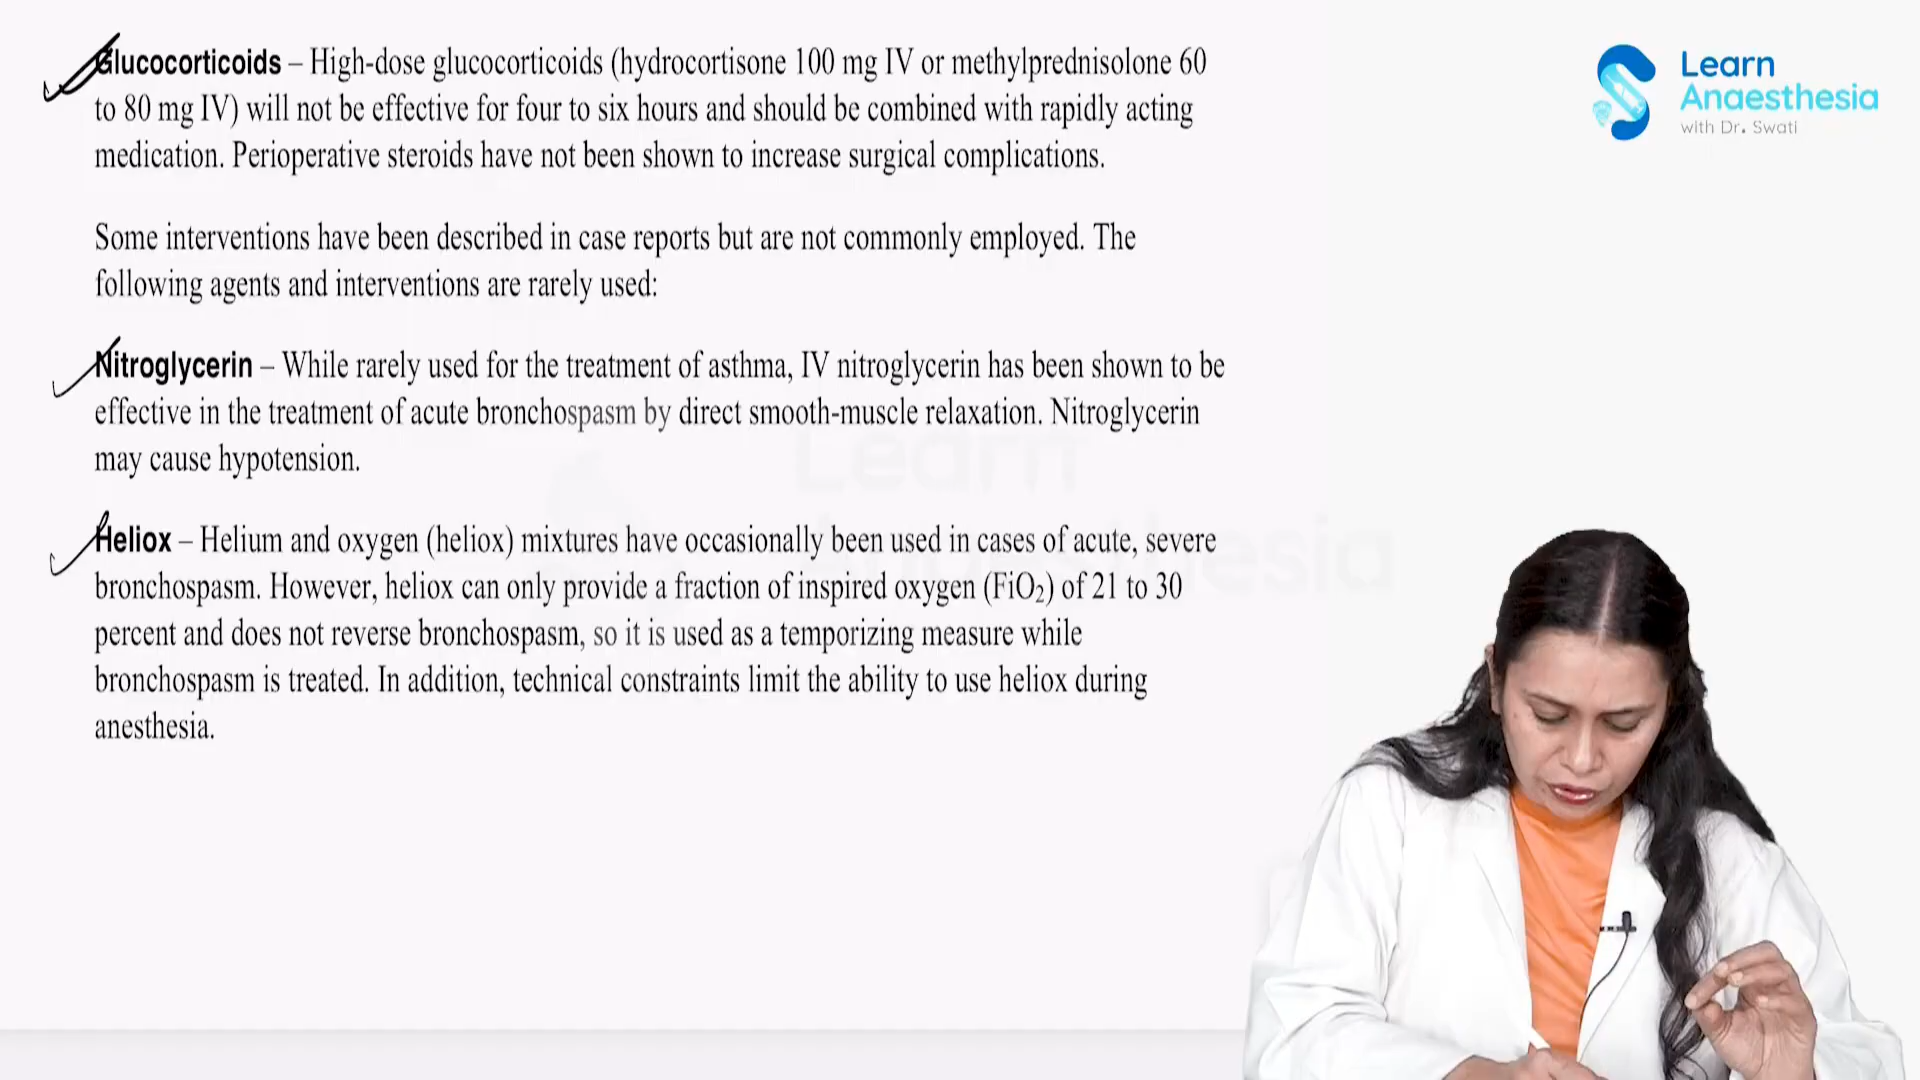 Glucocorticoids – High-dose glucocorticoids (hydrocortisone 100 mg IV or methylprednisolone 60
to 80 mg IV) will not be effective for four to six hours and should be combined with rapidly acting
medication. Perioperative steroids have not been shown to increase surgical complications.
Some interventions have been described in case reports but are not commonly employed. The
following agents and interventions are rarely used:
Nitroglycerin – While rarely used for the treatment of asthma, IV nitroglycerin has been shown to be
effective in the treatment of acute bronchospasm by direct smooth-muscle relaxation. Nitroglycerin
may cause hypotension.
Heliox – Helium and oxygen (heliox) mixtures have occasionally been used in cases of acute, severe
bronchospasm. However, heliox can only provide a fraction of inspired oxygen (FiO₂) of 21 to 30
percent and does not reverse bronchospasm, so it is used as a temporizing measure while
bronchospasm is treated. In addition, technical constraints limit the ability to use heliox during
anesthesia.
Learn
Anaesthesia
with Dr. Swati
Learn
Anaesthesia